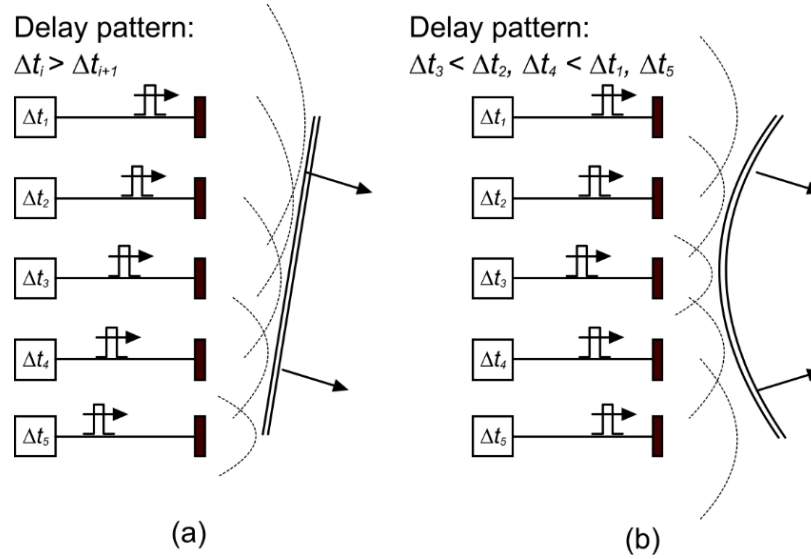 Delay pattern:
Δtᵢ > Δtᵢ₊₁
Δt₁
Δt₂
Δt₃
Δt₄
Δt₅
(a)
Delay pattern:
Δt₃ < Δt₂, Δt₄ < Δt₁, Δt₅
Δt₁
Δt₂
Δt₃
Δt₄
Δt₅
(b)